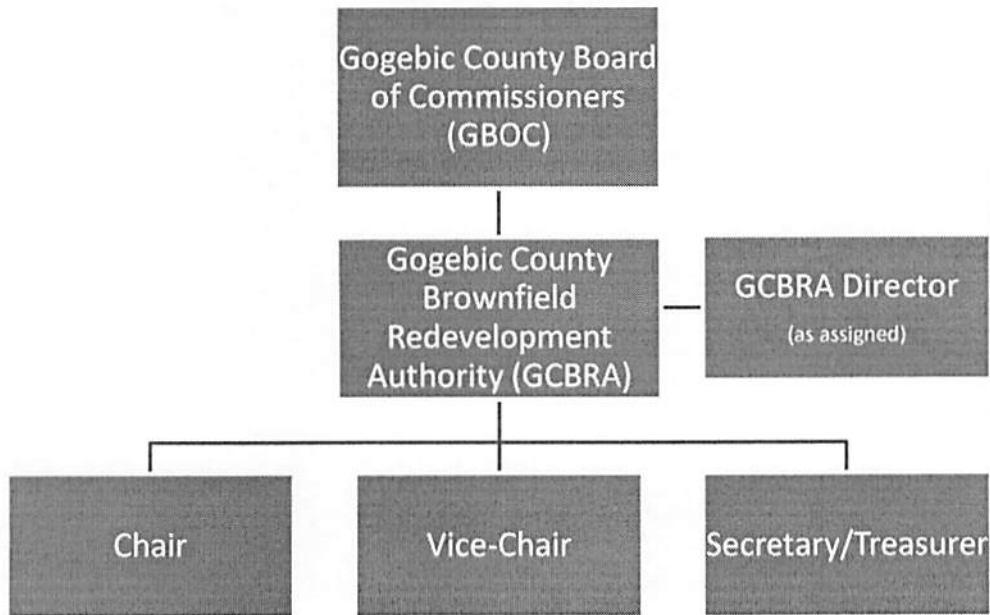 Gogebic County Board
of Commissioners
(GBOC)
Gogebic County
Brownfield
Redevelopment
Authority (GCBRA)
GCBRA Director
(as assigned)
Chair
Vice-Chair
Secretary/Treasurer